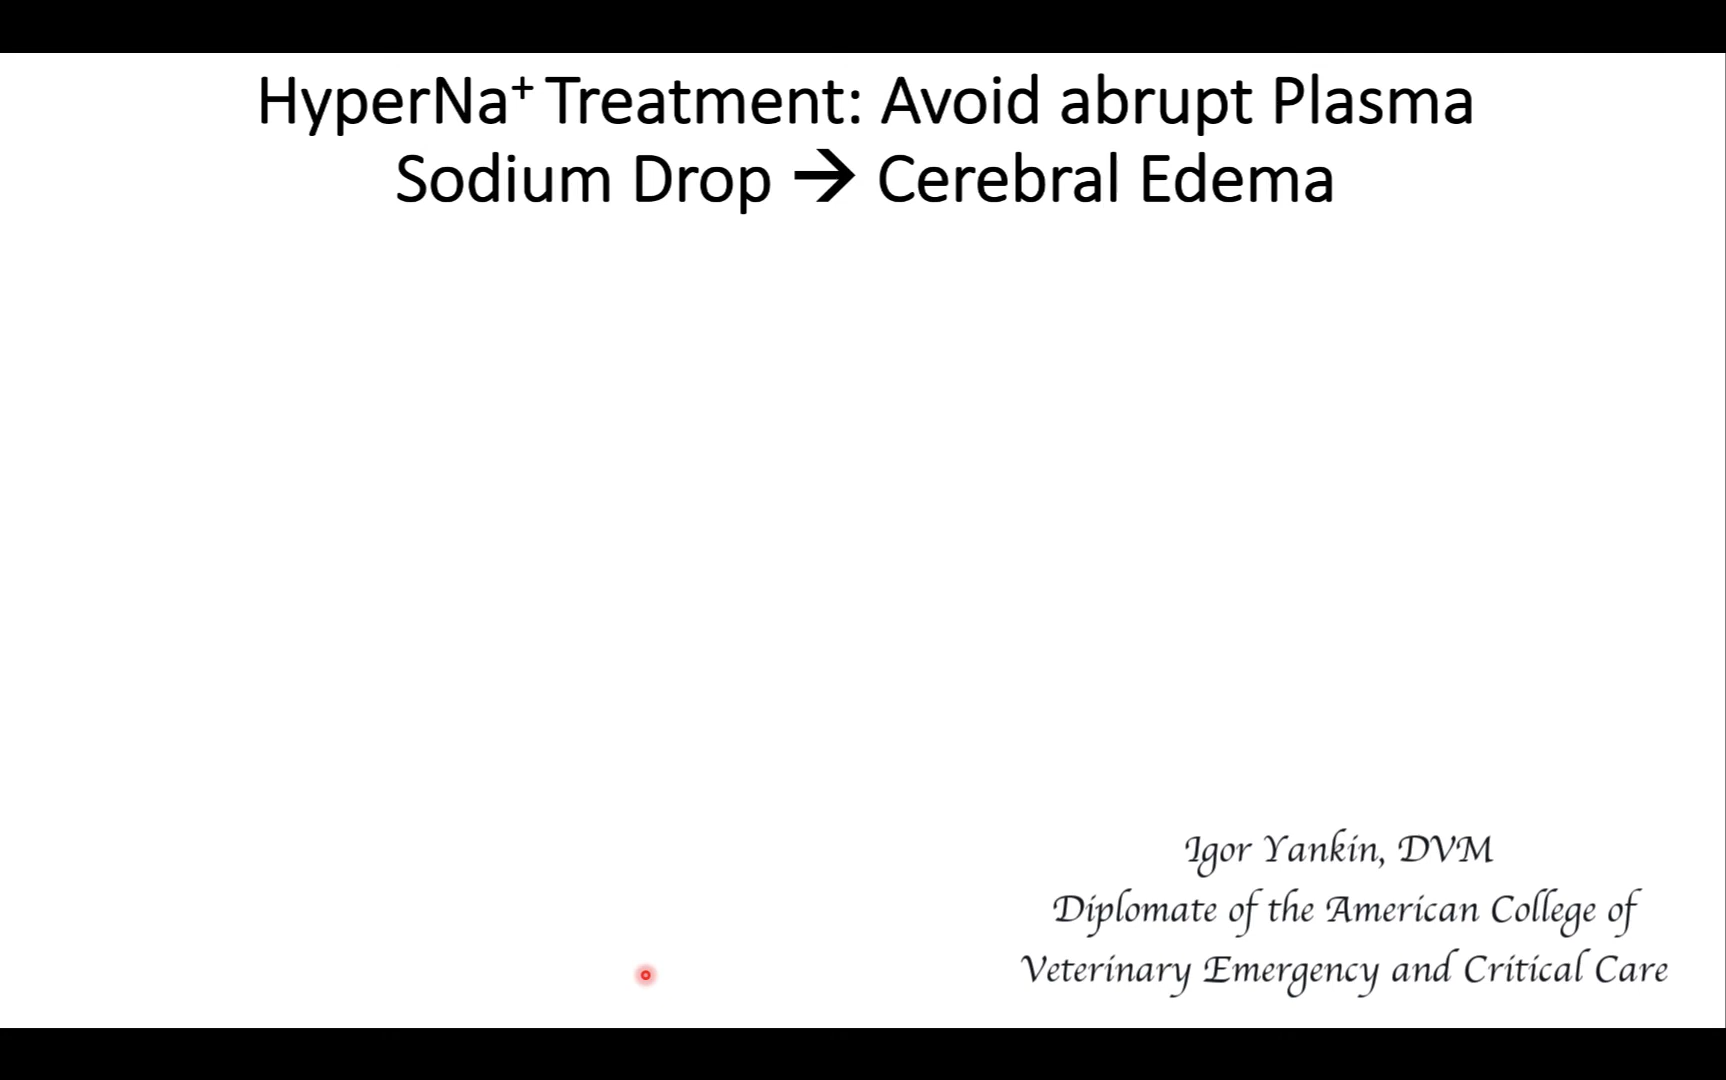 HyperNa⁺ Treatment: Avoid abrupt Plasma
Sodium Drop → Cerebral Edema
Igor Yankin, DVM
Diplomate of the American College of
Veterinary Emergency and Critical Care